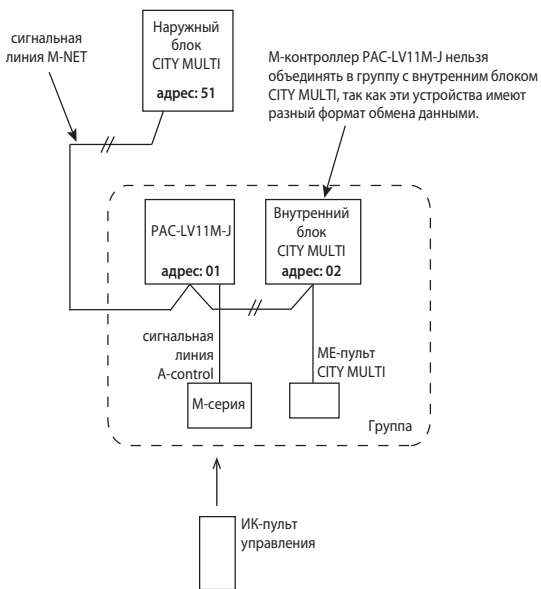 сигнальная
линия M-NET
Наружный
блок
CITY MULTI
адрес: 51
М-контроллер PAC-LV11M-J нельзя
объединять в группу с внутренним блоком
CITY MULTI, так как эти устройства имеют
разный формат обмена данными.
PAC-LV11M-J
адрес: 01
Внутренний
блок
CITY MULTI
адрес: 02
сигнальная
линия
A-control
МЕ-пульт
CITY MULTI
М-серия
Группа
ИК-пульт
управления